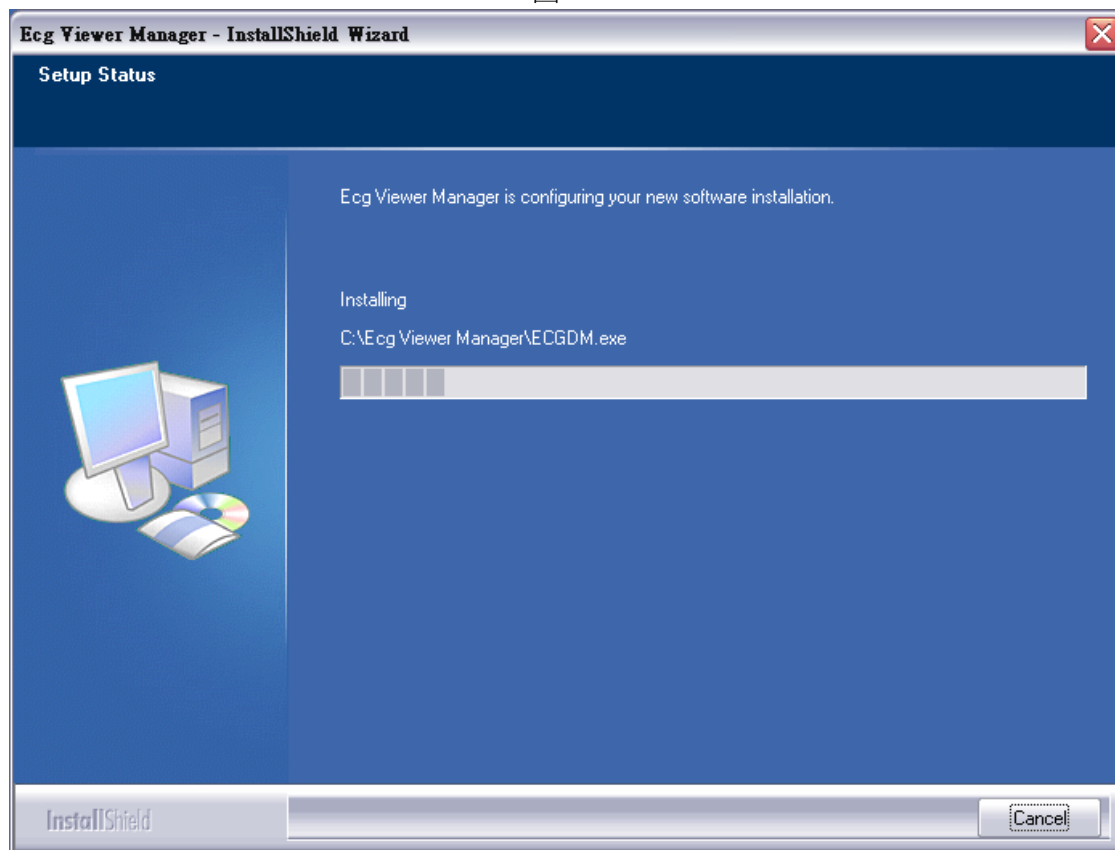 Ecg Viewer Manager - InstallShield Wizard
Setup Status
Ecg Viewer Manager is configuring your new software installation.
Installing
C:\Ecg Viewer Manager\ECGDM.exe
InstallShield
Cancel